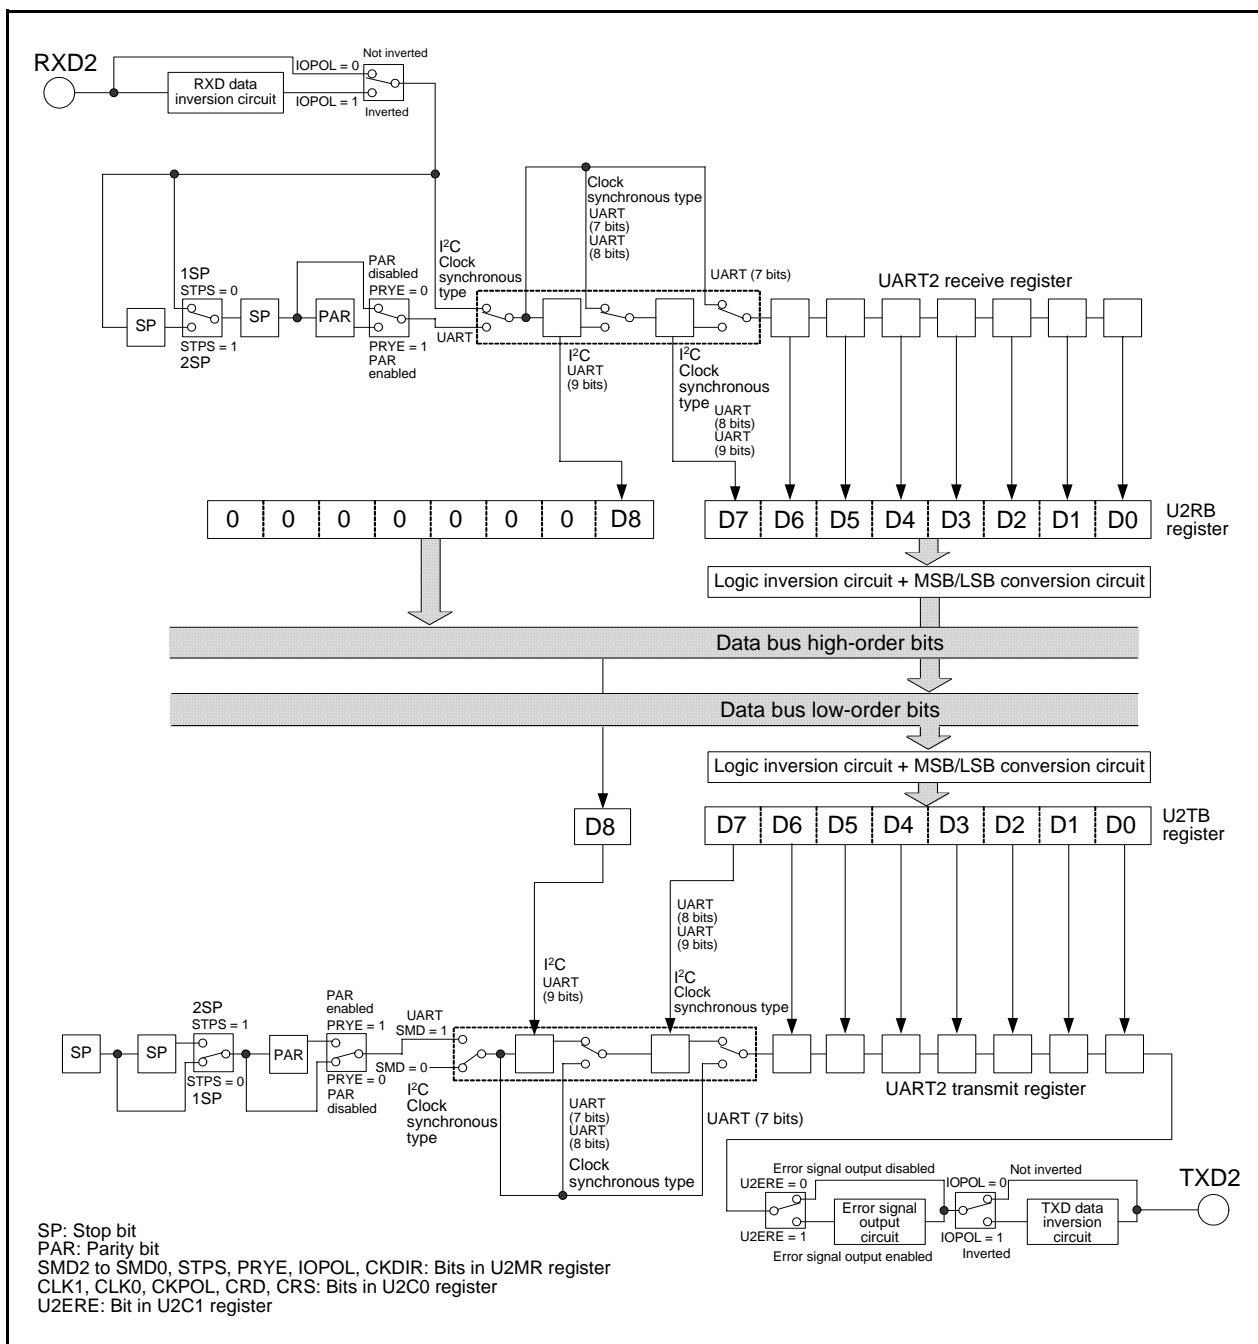 RXD2
IOPOL = 0
Not inverted
RXD data
inversion circuit
IOPOL = 1
Inverted
1SP
STPS = 0
SP
STPS = 1
2SP
SP
PAR
PAR
disabled
PRYE = 0
PRYE = 1
PAR
enabled
I2C
Clock
synchronous
type
UART
Clock
synchronous type
UART
(7 bits)
UART
(8 bits)
UART (7 bits)
UART2 receive register
I2C
UART
(9 bits)
I2C
Clock
synchronous
type
UART
(8 bits)
UART
(9 bits)
0 0 0 0 0 0 0 D8
D7 D6 D5 D4 D3 D2 D1 D0
U2RB
register
Logic inversion circuit + MSB/LSB conversion circuit
Data bus high-order bits
Data bus low-order bits
Logic inversion circuit + MSB/LSB conversion circuit
D8
D7 D6 D5 D4 D3 D2 D1 D0
U2TB
register
UART
(8 bits)
UART
(9 bits)
I2C
UART
(9 bits)
I2C
Clock
synchronous type
SP
SP
2SP
STPS = 1
STPS = 0
1SP
PAR
PAR
enabled
PRYE = 1
PRYE = 0
PAR
disabled
UART
SMD = 1
SMD = 0
I2C
Clock
synchronous
type
UART
(7 bits)
UART
(8 bits)
Clock
synchronous type
UART (7 bits)
UART2 transmit register
Error signal output disabled
U2ERE = 0
U2ERE = 1
Error signal
output
circuit
Error signal output enabled
IOPOL = 0
Not inverted
IOPOL = 1
Inverted
TXD data
inversion
circuit
TXD2
SP: Stop bit
PAR: Parity bit
SMD2 to SMD0, STPS, PRYE, IOPOL, CKDIR: Bits in U2MR register
CLK1, CLK0, CKPOL, CRD, CRS: Bits in U2C0 register
U2ERE: Bit in U2C1 register